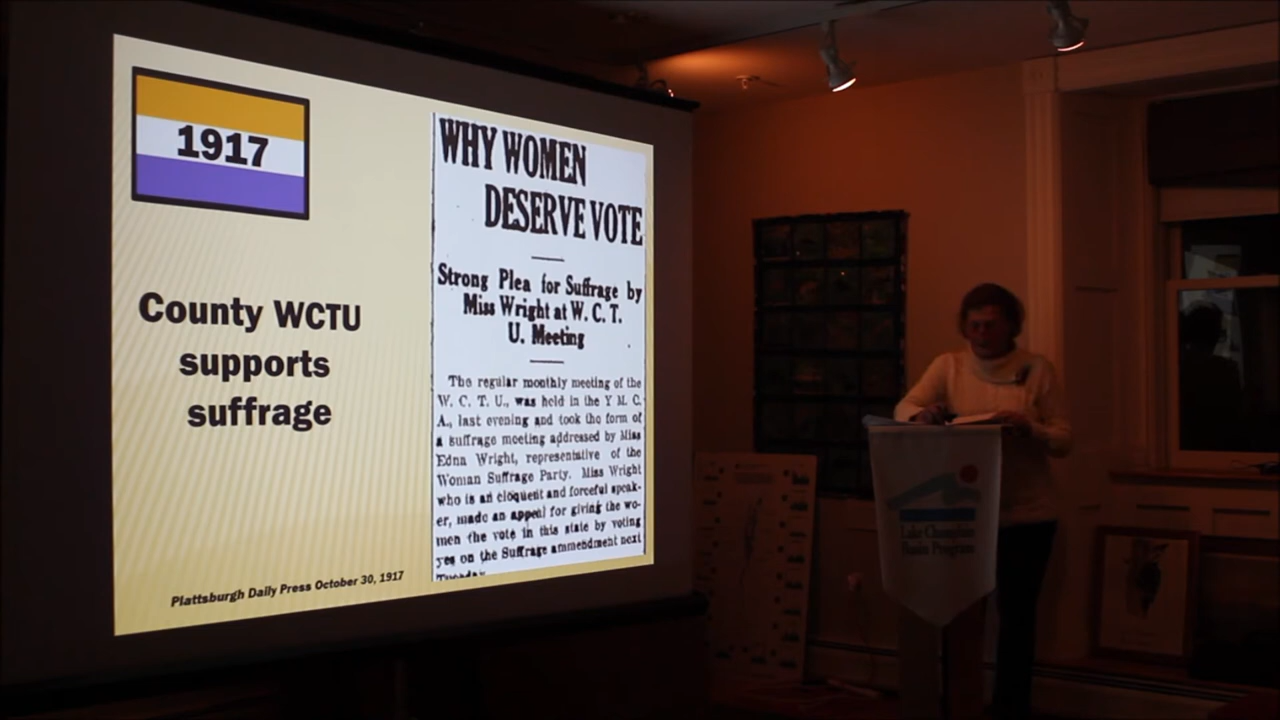 1917
County WCTU
supports
suffrage
Plattsburgh Daily Press October 30, 1917
WHY WOMEN
DESERVE VOTE
Strong Plea for Suffrage by
Miss Wright at W. C. T.
U. Meeting
The regular monthly meeting of the
W. C. T. U., was held in the Y M. C.
A., last evening and took the form of
a suffrage meeting addressed by Miss
Edna Wright, representative of the
Woman Suffrage Party. Miss Wright
who is an eloquent and forceful speak-
er, made an appeal for giving the wo-
men the vote in this state by voting
yes on the Suffrage ammendment next
Tuesday
Lake Champlain
Basin Program